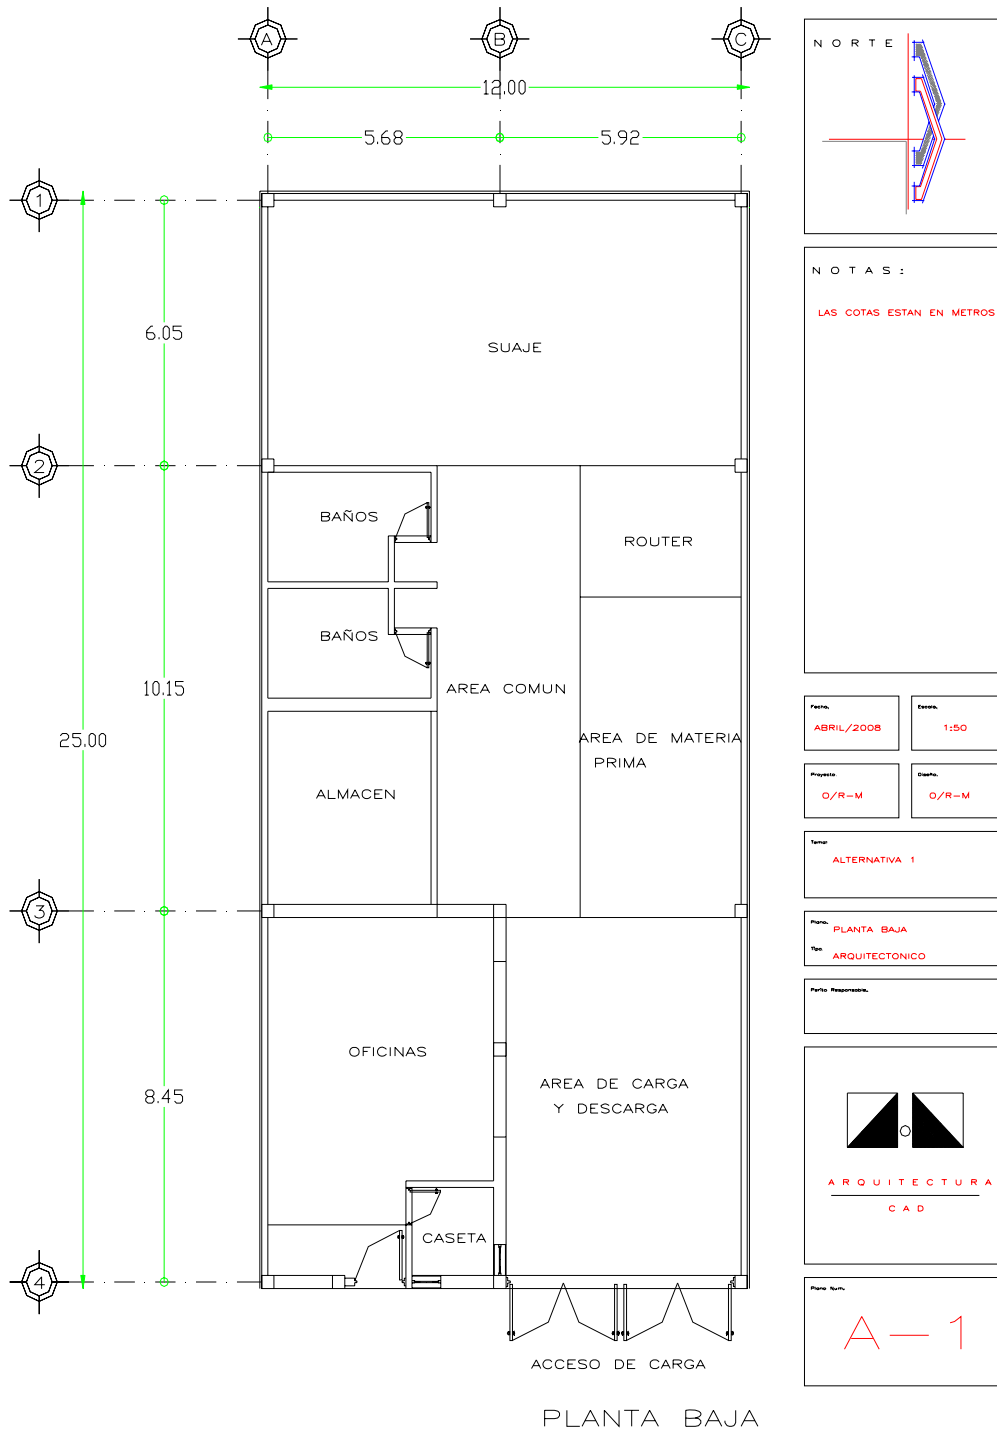 A
B
C
12.00
5.68
5.92
1
2
3
4
6.05
10.15
25.00
8.45
SUAJE
BAÑOS
ROUTER
BAÑOS
AREA COMUN
AREA DE MATERIA
PRIMA
ALMACEN
OFICINAS
AREA DE CARGA
Y DESCARGA
CASETA
ACCESO DE CARGA
PLANTA BAJA
NORTE
NOTAS:
LAS COTAS ESTAN EN METROS
Fecha.
ABRIL/2008
Escala.
1:50
Proyecto:
O/R-M
Diseño.
O/R-M
Tema:
ALTERNATIVA 1
Plano.
PLANTA BAJA
Tipo.
ARQUITECTONICO
Perito Responsable.
ARQUITECTURA
CAD
Plano Num.
A-1